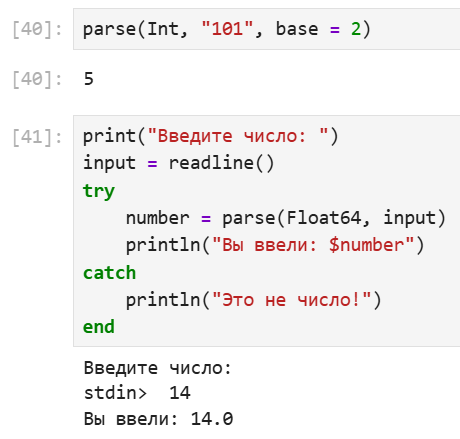 [40]: parse(Int, "101", base = 2)
[40]: 5
[41]: print("Введите число: ")
input = readline()
try
    number = parse(Float64, input)
    println("Вы ввели: $number")
catch
    println("Это не число!")
end
Введите число:
stdin>  14
Вы ввели: 14.0